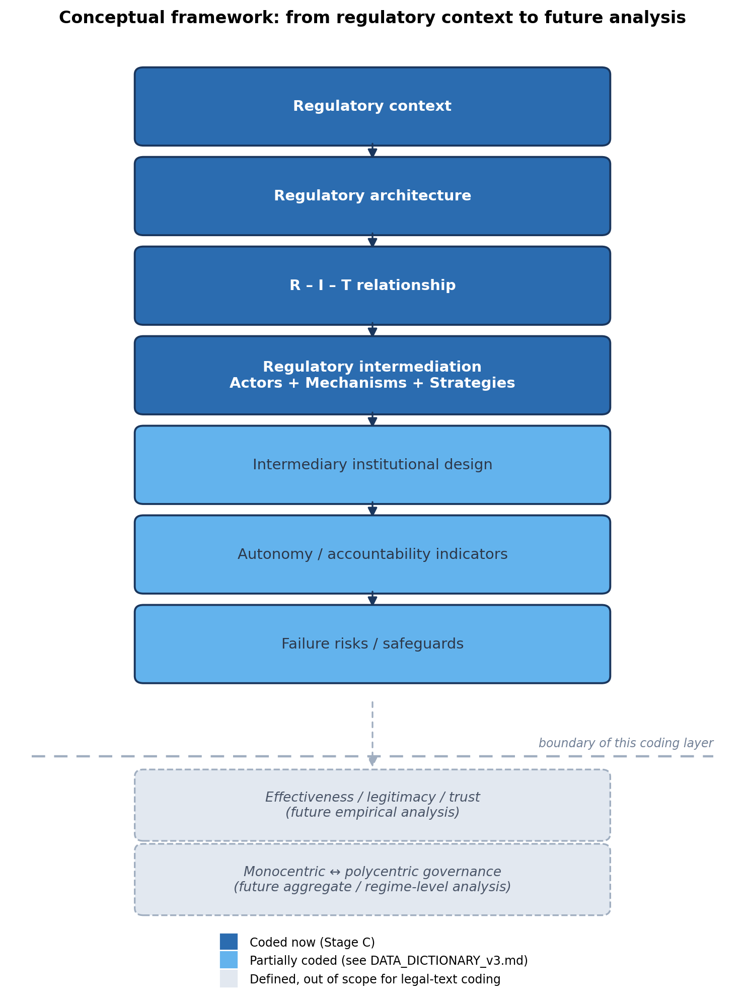 Conceptual framework: from regulatory context to future analysis
Regulatory context
Regulatory architecture
R – I – T relationship
Regulatory intermediation
Actors + Mechanisms + Strategies
Intermediary institutional design
Autonomy / accountability indicators
Failure risks / safeguards
boundary of this coding layer
Effectiveness / legitimacy / trust
(future empirical analysis)
Monocentric ↔ polycentric governance
(future aggregate / regime-level analysis)
Coded now (Stage C)
Partially coded (see DATA_DICTIONARY_v3.md)
Defined, out of scope for legal-text coding